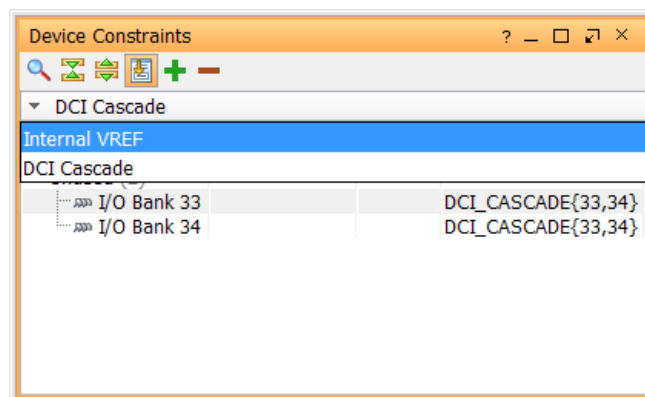 Device Constraints
DCI Cascade
Internal VREF
DCI Cascade
I/O Bank 33 DCI_CASCADE{33,34}
I/O Bank 34 DCI_CASCADE{33,34}